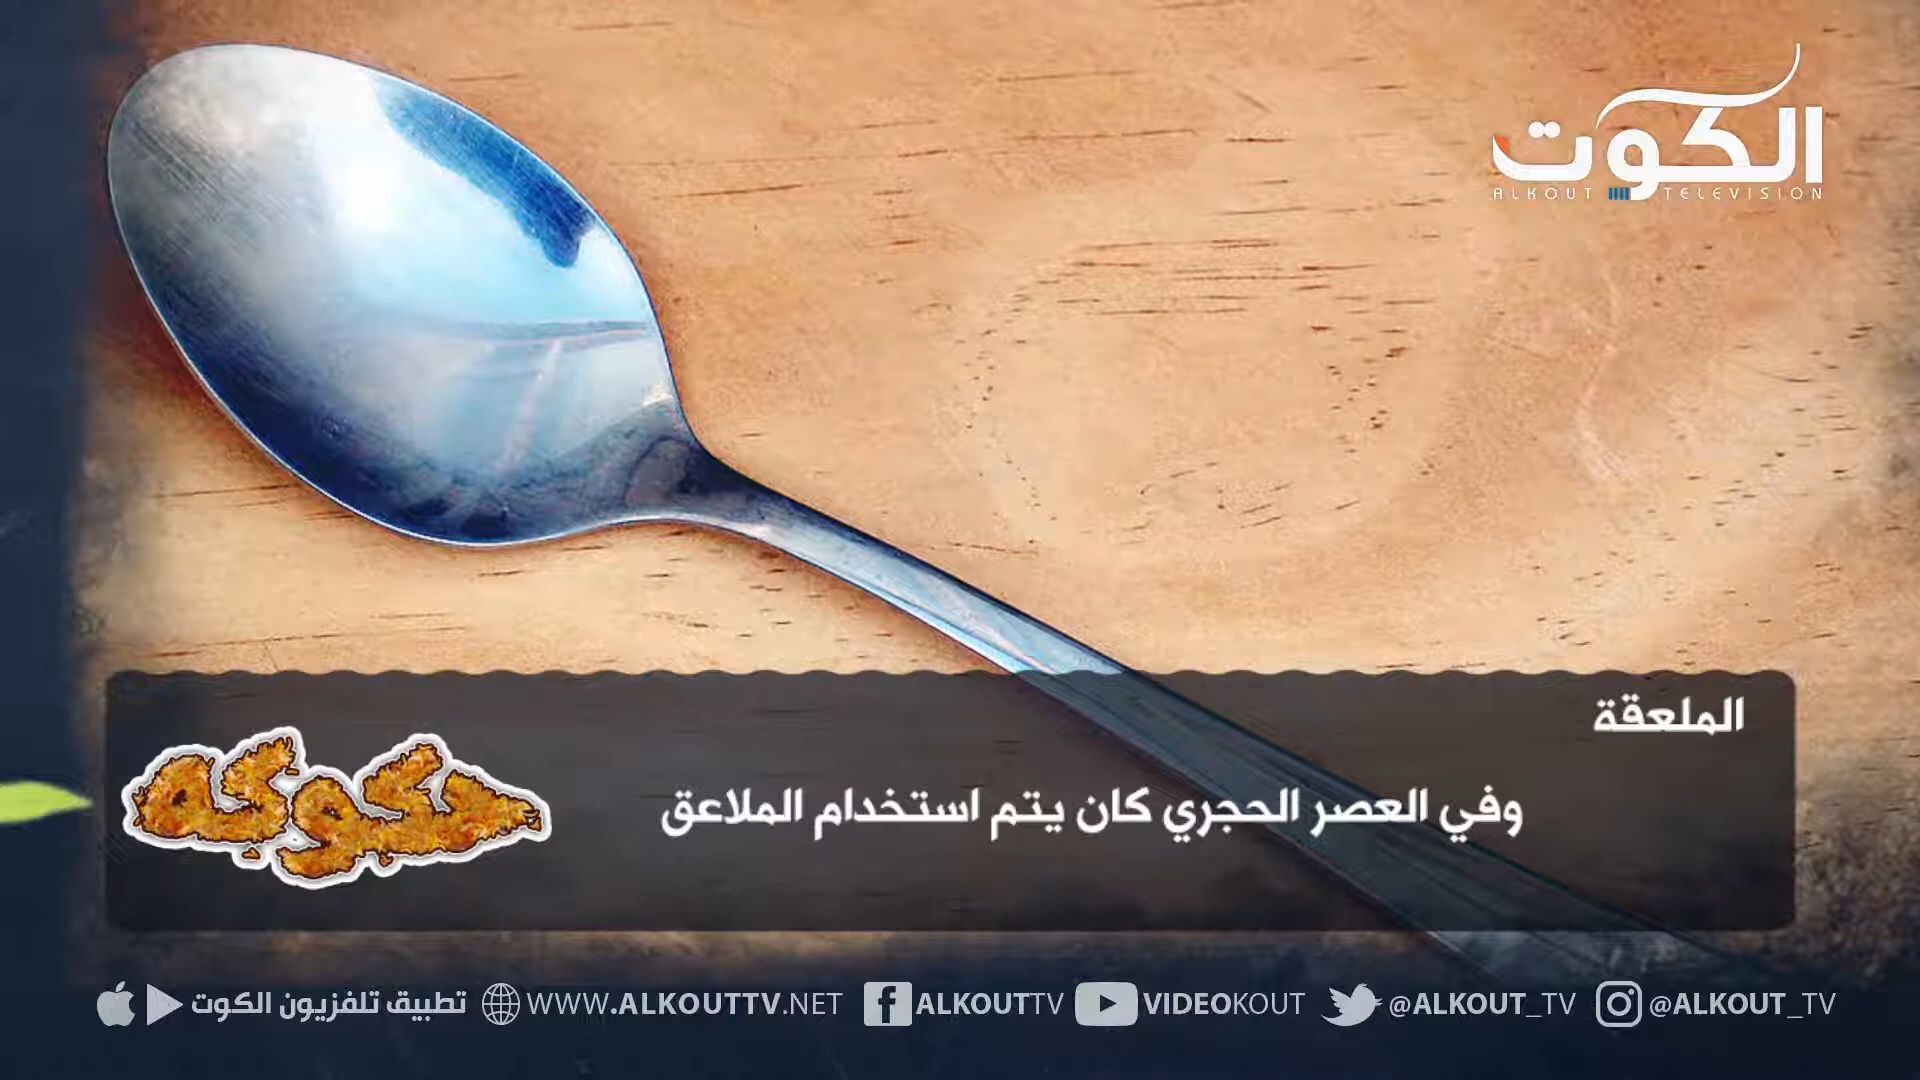 الكوت
ALKOUT TELEVISION
الملعقة
وفي العصر الحجري كان يتم استخدام الملاعق
دكوكة
تطبيق تلفزيون الكوت WWW.ALKOUTTV.NET ALKOUTTV VIDEOKOUT @ALKOUT_TV @ALKOUT_TV